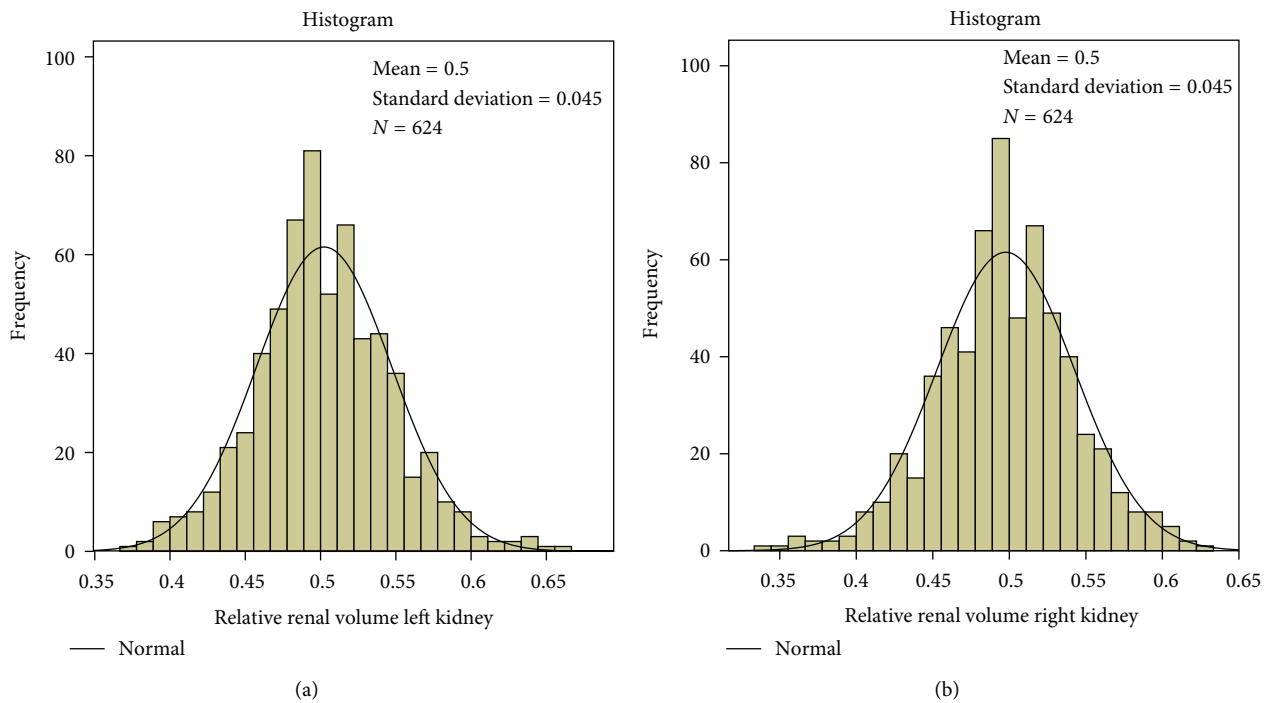 Histogram
Mean = 0.5
Standard deviation = 0.045
N = 624
100
80
60
40
20
0
Frequency
0.35 0.4 0.45 0.5 0.55 0.6 0.65
Relative renal volume left kidney
Normal
(a)
Histogram
Mean = 0.5
Standard deviation = 0.045
N = 624
100
80
60
40
20
0
Frequency
0.35 0.4 0.45 0.5 0.55 0.6 0.65
Relative renal volume right kidney
Normal
(b)